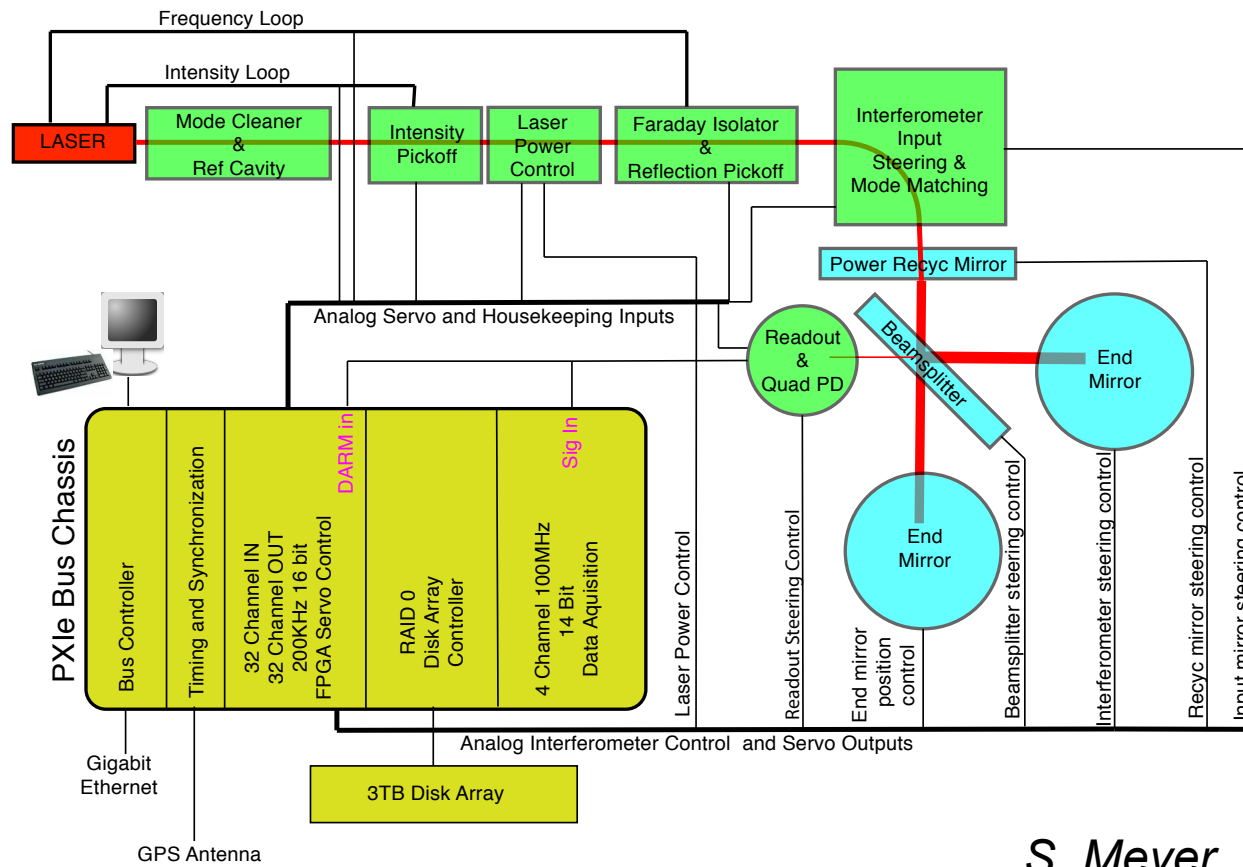 Frequency Loop
Intensity Loop
LASER
Mode Cleaner
&
Ref Cavity
Intensity
Pickoff
Laser
Power
Control
Faraday Isolator
&
Reflection Pickoff
Interferometer
Input
Steering &
Mode Matching
Power Recyc Mirror
Analog Servo and Housekeeping Inputs
Readout
&
Quad PD
Beamsplitter
End
Mirror
End
Mirror
PXIe Bus Chassis
Bus Controller
Timing and Synchronization
32 Channel IN
32 Channel OUT
200KHz 16 bit
FPGA Servo Control
DARM in
RAID 0
Disk Array
Controller
Sig In
4 Channel 100MHz
14 Bit
Data Aquisition
Laser Power Control
Readout Steering Control
End mirror
position
control
Beamsplitter steering control
Interferometer steering control
Recyc mirror steering control
Input mirror steering control
Analog Interferometer Control and Servo Outputs
Gigabit
Ethernet
3TB Disk Array
GPS Antenna
S. Meyer